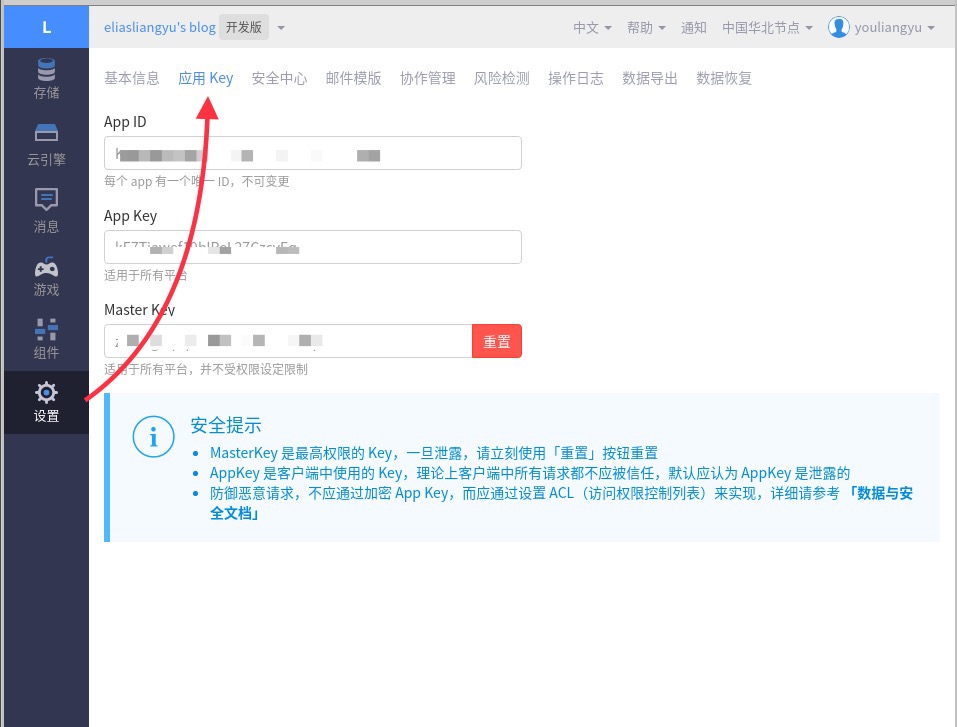 L
eliasliangyu's blog 开发版
中文 帮助 通知 中国华北节点 youliangyu
存储
云引擎
消息
游戏
组件
设置
基本信息 应用 Key 安全中心 邮件模版 协作管理 风险检测 操作日志 数据导出 数据恢复
App ID
每个 app 有一个唯一 ID，不可变更
App Key
适用于所有平台
Master Key
重置
适用于所有平台，并不受权限设定限制
安全提示
MasterKey 是最高权限的 Key，一旦泄露，请立刻使用「重置」按钮重置
AppKey 是客户端中使用的 Key，理论上客户端中所有请求都不应被信任，默认应认为 AppKey 是泄露的
防御恶意请求，不应通过加密 App Key，而应通过设置 ACL（访问权限控制列表）来实现，详细请参考 「数据与安
全文档」